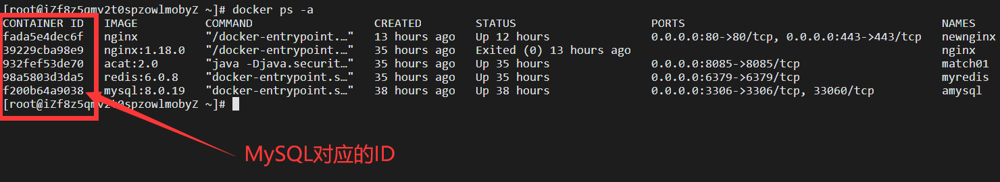 [root@iZf8z5qmv2t0spzowlmobyZ ~]# docker ps -a
CONTAINER ID   IMAGE          COMMAND                  CREATED        STATUS                    PORTS                                      NAMES
fada5e4dec6f   nginx          "/docker-entrypoint.…"   13 hours ago   Up 12 hours               0.0.0.0:80->80/tcp, 0.0.0.0:443->443/tcp   newnginx
39229cba98e9   nginx:1.18.0   "/docker-entrypoint.…"   35 hours ago   Exited (0) 13 hours ago                                              nginx
932fef53de70   acat:2.0       "java -Djava.securit…"   35 hours ago   Up 35 hours               0.0.0.0:8085->8085/tcp                     match01
98a5803d3da5   redis:6.0.8    "docker-entrypoint.s…"   35 hours ago   Up 35 hours               0.0.0.0:6379->6379/tcp                     myredis
f200b64a9038   mysql:8.0.19   "docker-entrypoint.s…"   38 hours ago   Up 38 hours               0.0.0.0:3306->3306/tcp, 33060/tcp          amysql
[root@iZf8z5qmv2t0spzowlmobyZ ~]#
MySQL对应的ID